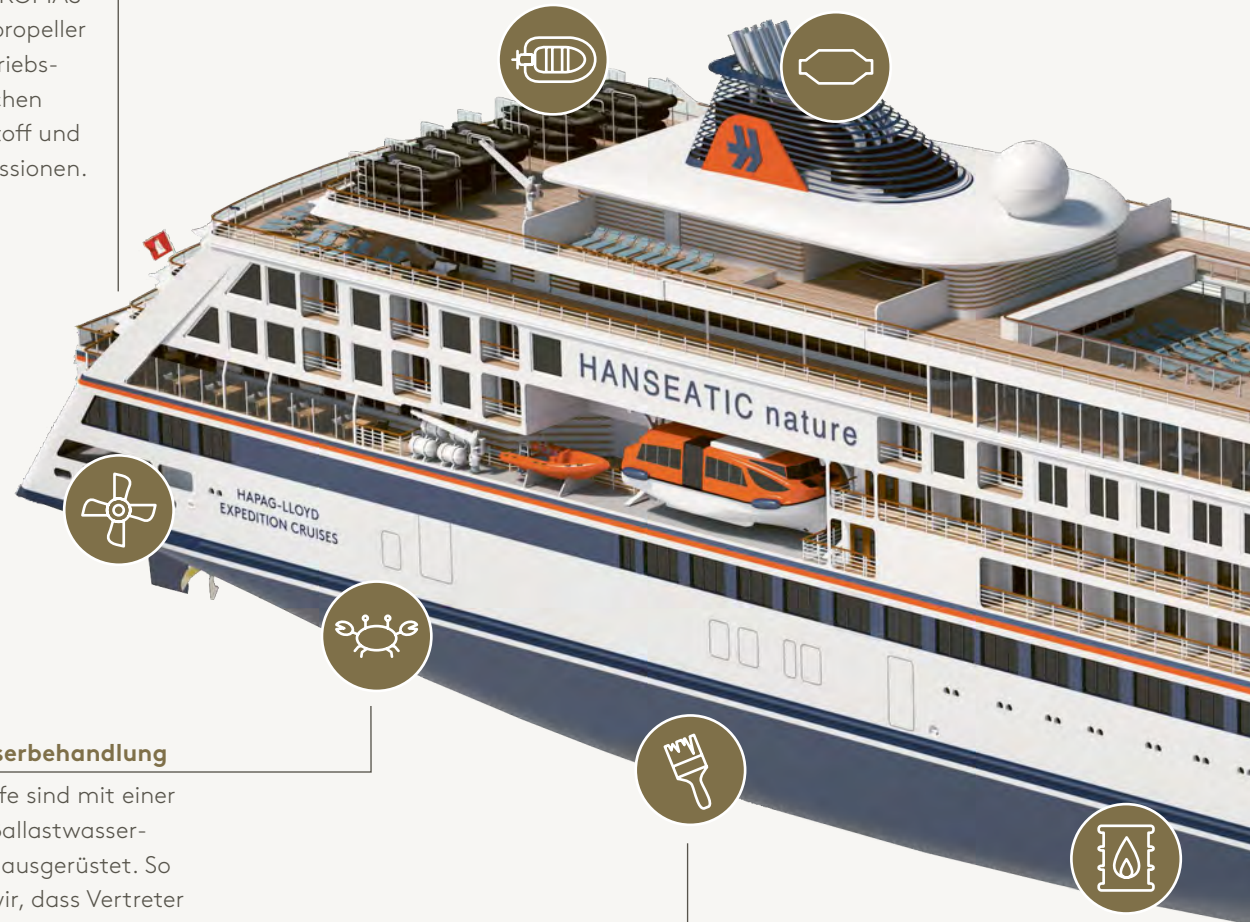 propeller
riebs-
chen
toff und
ssionen.
HANSEATIC nature
HAPAG-LLOYD
EXPEDITION CRUISES
serbehandlung
fe sind mit einer
Ballastwasser-
ausgerüstet. So
wir, dass Vertreter